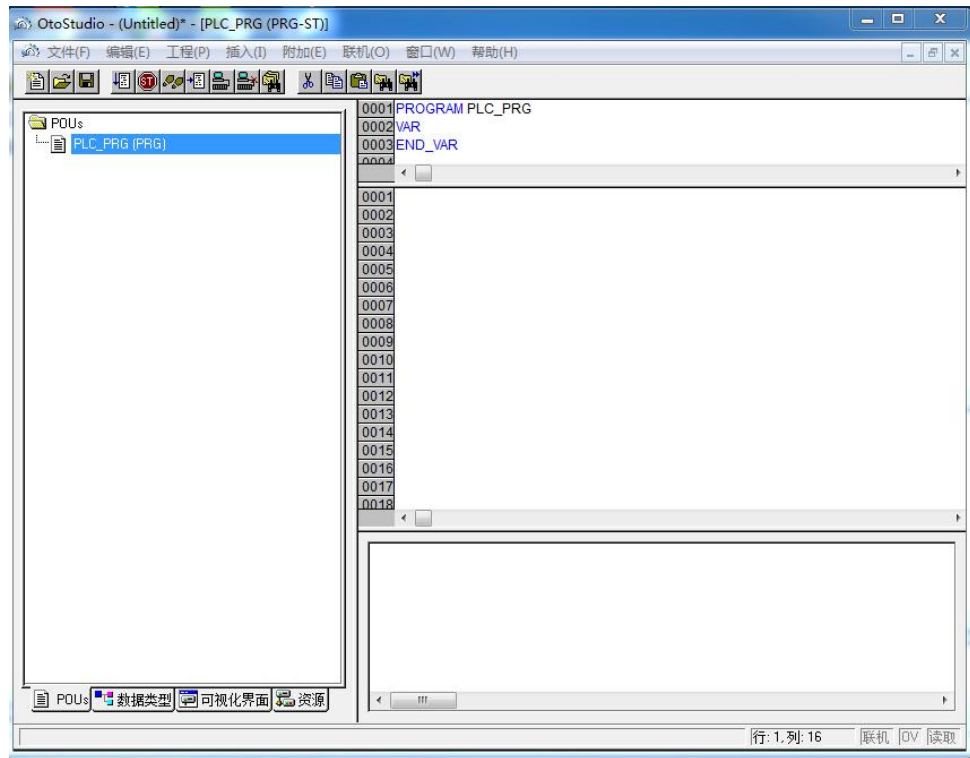 OtoStudio - (Untitled)* - [PLC_PRG (PRG-ST)]
文件(F) 编辑(E) 工程(P) 插入(I) 附加(E) 联机(O) 窗口(W) 帮助(H)
POUs
PLC_PRG (PRG)
0001 PROGRAM PLC_PRG
0002 VAR
0003 END_VAR
0004
0001
0002
0003
0004
0005
0006
0007
0008
0009
0010
0011
0012
0013
0014
0015
0016
0017
0018
POUs 数据类型 可视化界面 资源
行: 1, 列: 16 联机 OV 读取